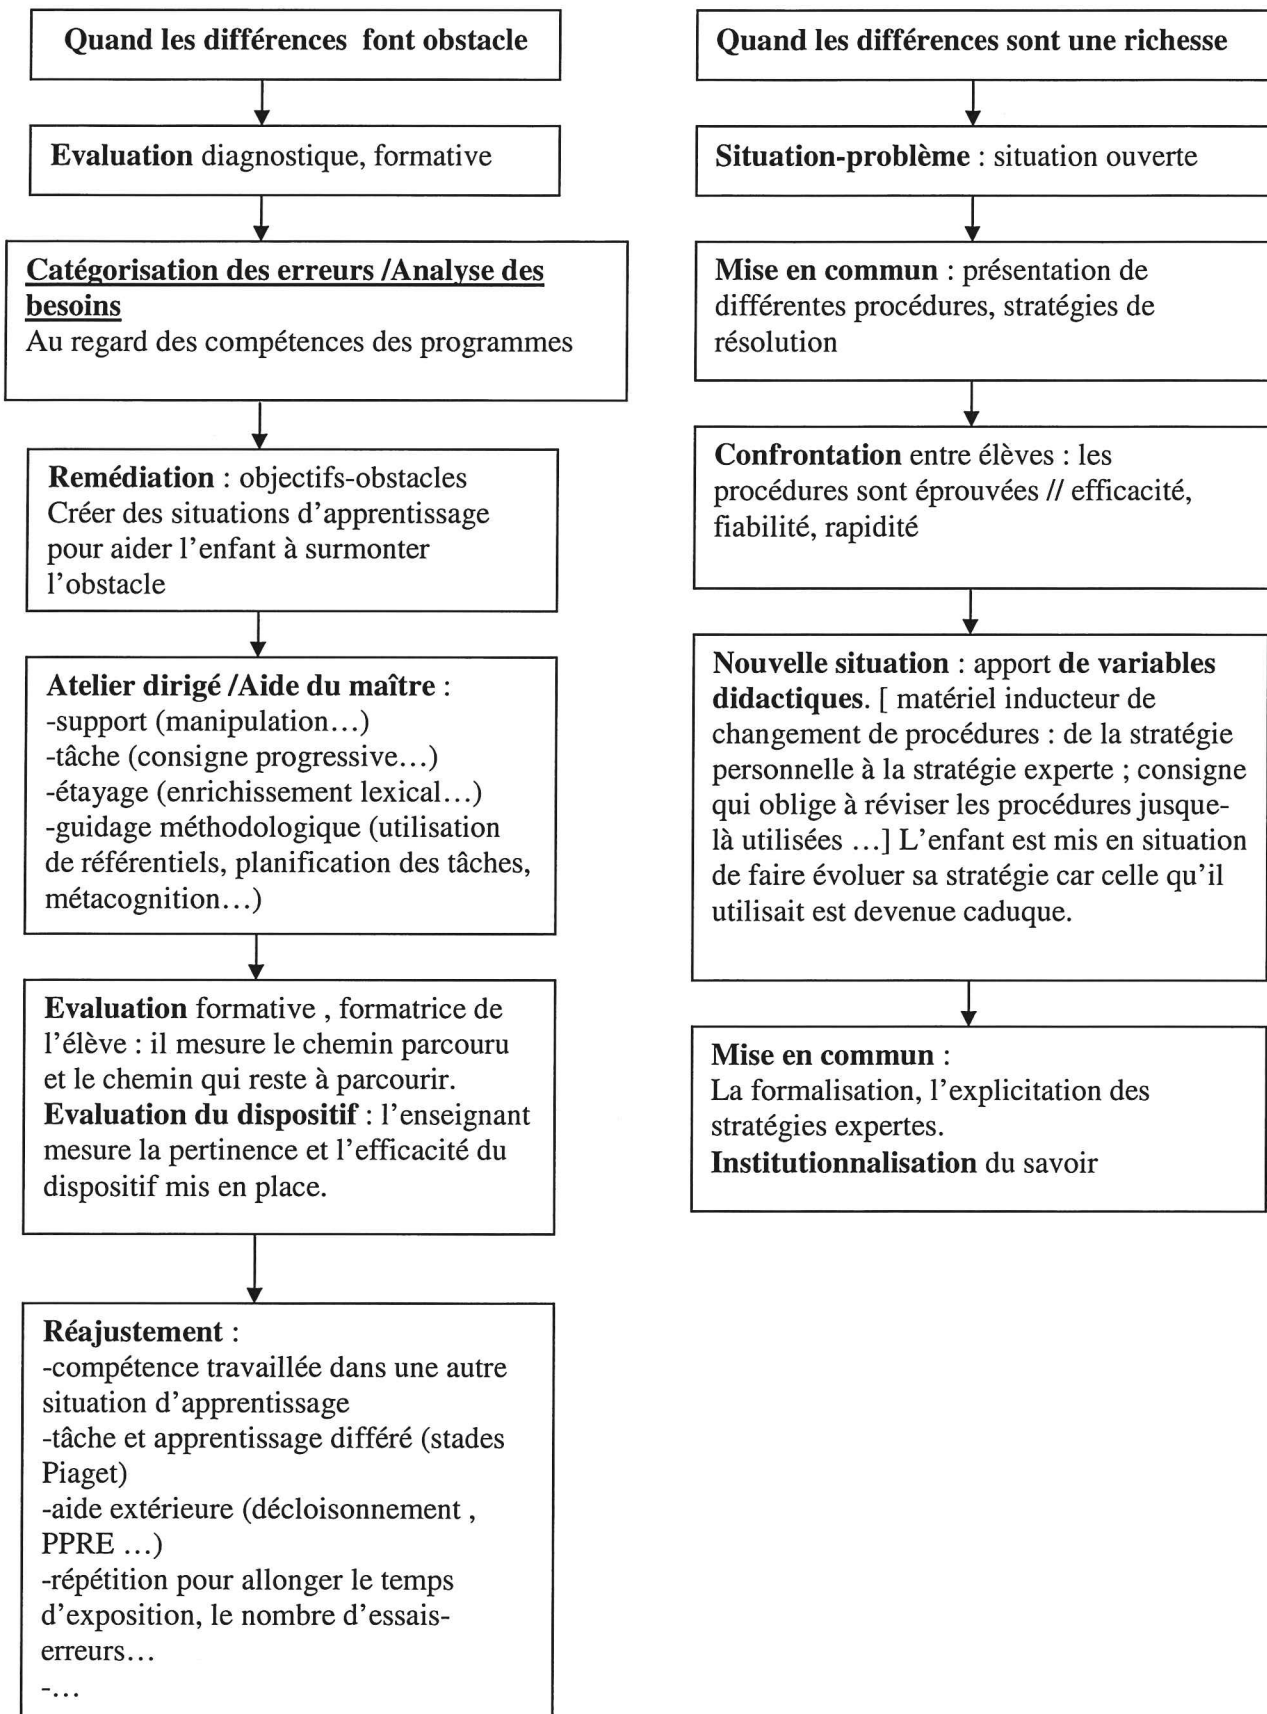 Quand les différences font obstacle
Evaluation diagnostique, formative
Catégorisation des erreurs /Analyse des
besoins
Au regard des compétences des programmes
Remédiation : objectifs-obstacles
Créer des situations d'apprentissage
pour aider l'enfant à surmonter
l'obstacle
Atelier dirigé /Aide du maître :
-support (manipulation…)
-tâche (consigne progressive…)
-étayage (enrichissement lexical…)
-guidage méthodologique (utilisation
de référentiels, planification des tâches,
métacognition…)
Evaluation formative , formatrice de
l'élève : il mesure le chemin parcouru
et le chemin qui reste à parcourir.
Evaluation du dispositif : l'enseignant
mesure la pertinence et l'efficacité du
dispositif mis en place.
Réajustement :
-compétence travaillée dans une autre
situation d'apprentissage
-tâche et apprentissage différé (stades
Piaget)
-aide extérieure (décloisonnement ,
PPRE …)
-répétition pour allonger le temps
d'exposition, le nombre d'essais-
erreurs…
-…
Quand les différences sont une richesse
Situation-problème : situation ouverte
Mise en commun : présentation de
différentes procédures, stratégies de
résolution
Confrontation entre élèves : les
procédures sont éprouvées // efficacité,
fiabilité, rapidité
Nouvelle situation : apport de variables
didactiques. [ matériel inducteur de
changement de procédures : de la stratégie
personnelle à la stratégie experte ; consigne
qui oblige à réviser les procédures jusque-
là utilisées …] L'enfant est mis en situation
de faire évoluer sa stratégie car celle qu'il
utilisait est devenue caduque.
Mise en commun :
La formalisation, l'explicitation des
stratégies expertes.
Institutionnalisation du savoir